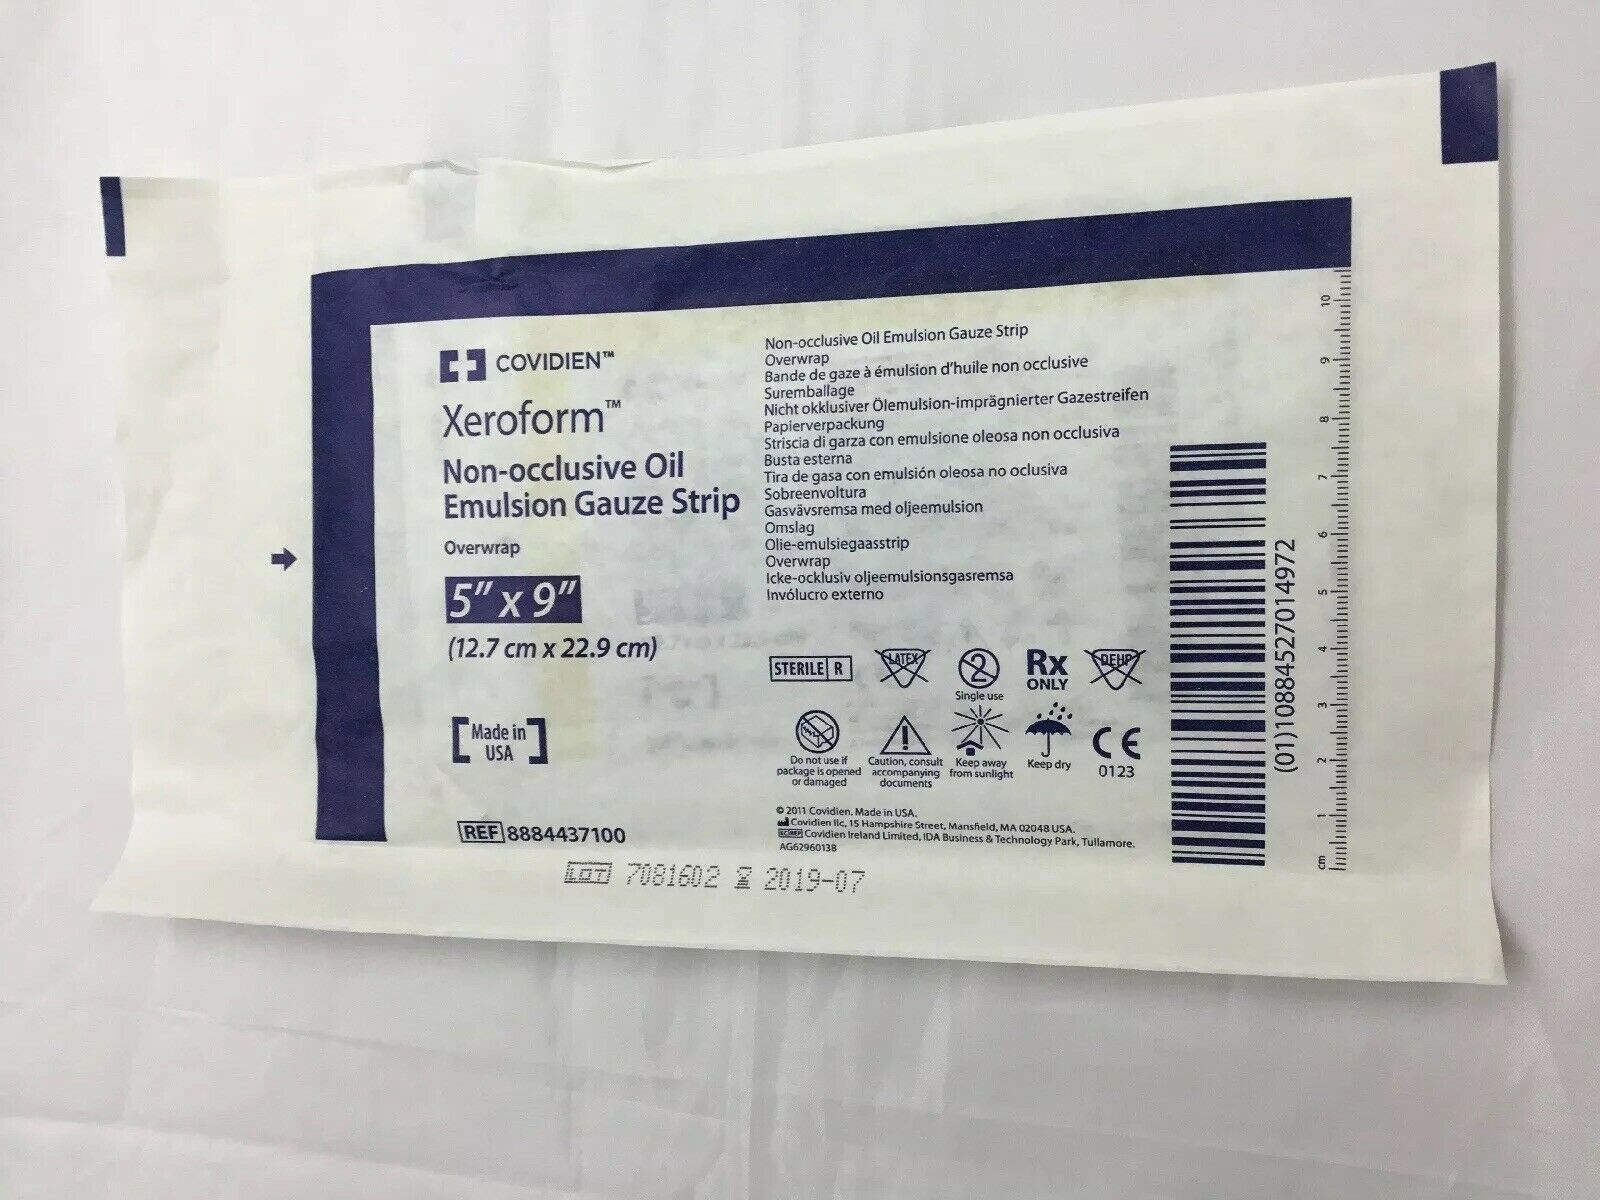 COVIDIEN™
Xeroform™
Non-occlusive Oil
Emulsion Gauze Strip
Overwrap
5” x 9”
(12.7 cm x 22.9 cm)
Made in
USA
REF 8884437100
Non-occlusive Oil Emulsion Gauze Strip
Overwrap
Bande de gaze à émulsion d’huile non occlusive
Suremballage
Nicht okklusiver Ölemulsion-imprägnierter Gazestreifen
Papierverpackung
Striscia di garza con emulsione oleosa non occlusiva
Busta esterna
Tira de gasa con emulsión oleosa no oclusiva
Sobreenvoltura
Gasvävsremsa med oljeemulsion
Omslag
Olie-emulsiegaasstrip
Overwrap
Icke-ocklusiv oljeemulsionsgasremsa
Invólucro externo
STERILE R
LATEX
2
Single use
Rx
ONLY
DEHP
Do not use if
package is opened
or damaged
Caution, consult
accompanying
documents
Keep away
from sunlight
Keep dry
CE
0123
© 2011 Covidien. Made in USA.
Covidien llc, 15 Hampshire Street, Mansfield, MA 02048 USA.
EC REP Covidien Ireland Limited, IDA Business & Technology Park, Tullamore.
AG6296013B
LOT 7081602 2019-07
(01)10884527014972
cm 1 2 3 4 5 6 7 8 9 10